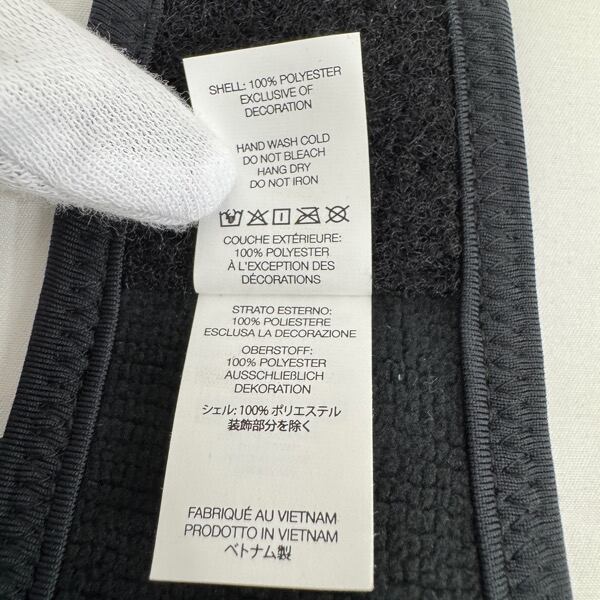 SHELL: 100% POLYESTER
EXCLUSIVE OF
DECORATION
HAND WASH COLD
DO NOT BLEACH
HANG DRY
DO NOT IRON
COUCHE EXTÉRIEURE:
100% POLYESTER
À L'EXCEPTION DES
DÉCORATIONS
STRATO ESTERNO:
100% POLIESTERE
ESCLUSA LA DECORAZIONE
OBERSTOFF:
100% POLYESTER
AUSSCHLIEẞLICH
DEKORATION
シェル: 100% ポリエステル
装飾部分を除く
FABRIQUÉ AU VIETNAM
PRODOTTO IN VIETNAM
ベトナム製